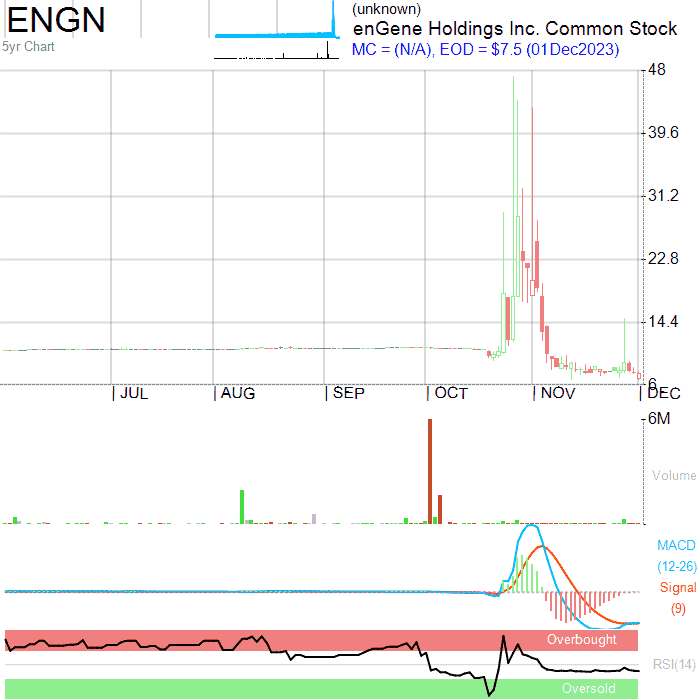 ENGN
(unknown)
enGene Holdings Inc. Common Stock
5yr Chart
MC = (N/A), EOD = $7.5 (01Dec2023)
48
39.6
31.2
22.8
14.4
6
JUL AUG SEP OCT NOV DEC
6M
Volume
MACD
(12-26)
Signal
(9)
Overbought
RSI(14)
Oversold